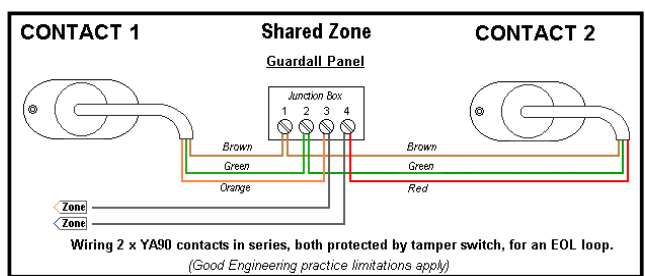 CONTACT 1 Shared Zone CONTACT 2
Guardall Panel
Junction Box
1 2 3 4
Brown Brown
Green Green
Orange Red
Zone
Zone
Wiring 2 x YA90 contacts in series, both protected by tamper switch, for an EOL loop.
(Good Engineering practice limitations apply)